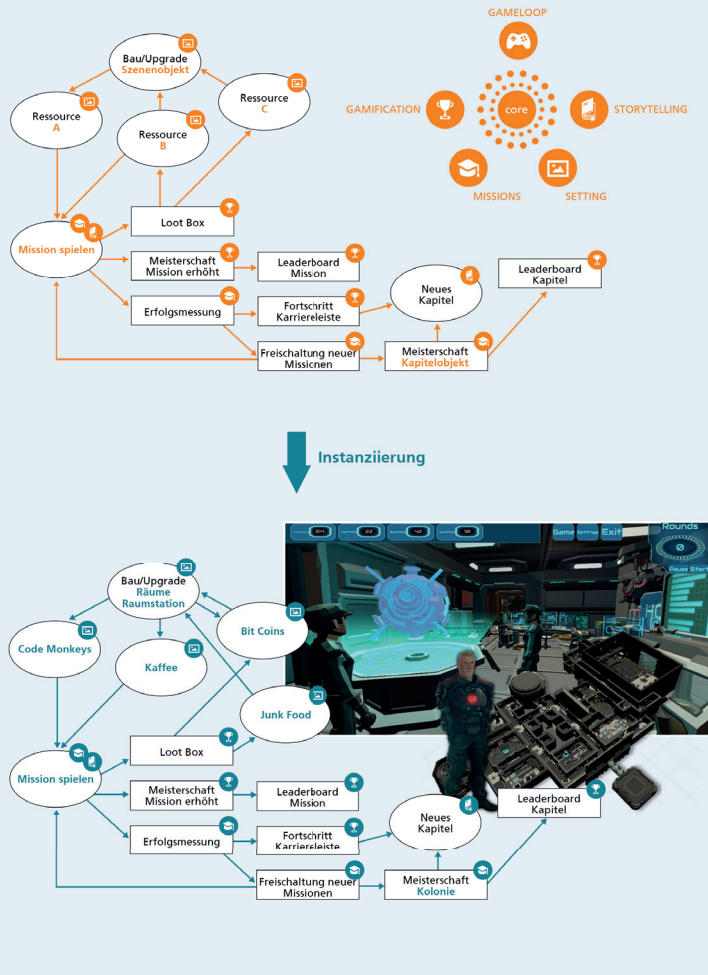 GAMELOOP
GAMIFICATION
core
STORYTELLING
MISSIONS
SETTING
Bau/Upgrade
Szenenobjekt
Ressource
A
Ressource
B
Ressource
C
Mission spielen
Loot Box
Meisterschaft
Mission erhöht
Leaderboard
Mission
Erfolgsmessung
Fortschritt
Karriereleiste
Freischaltung neuer
Missionen
Neues
Kapitel
Meisterschaft
Kapitelobjekt
Leaderboard
Kapitel
Instanziierung
Game
Settings
Exit
Rounds
0
Pause Start
Bau/Upgrade
Räume
Raumstation
Code Monkeys
Kaffee
Bit Coins
Junk Food
Mission spielen
Loot Box
Meisterschaft
Mission erhöht
Leaderboard
Mission
Erfolgsmessung
Fortschritt
Karriereleiste
Freischaltung neuer
Missionen
Neues
Kapitel
Meisterschaft
Kolonie
Leaderboard
Kapitel